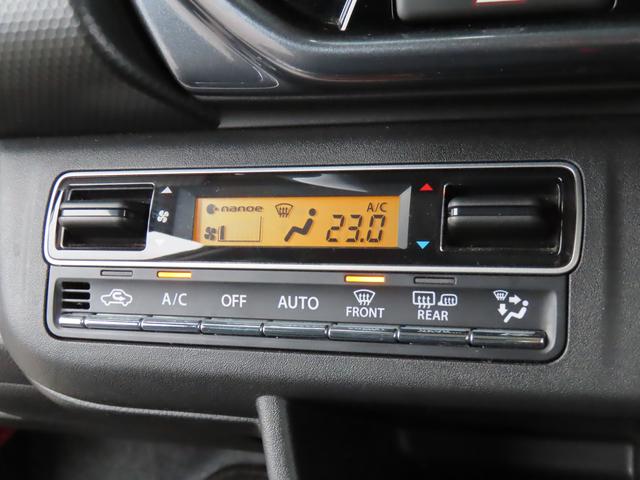 nanoe A/C
23.0
A/C OFF AUTO FRONT REAR